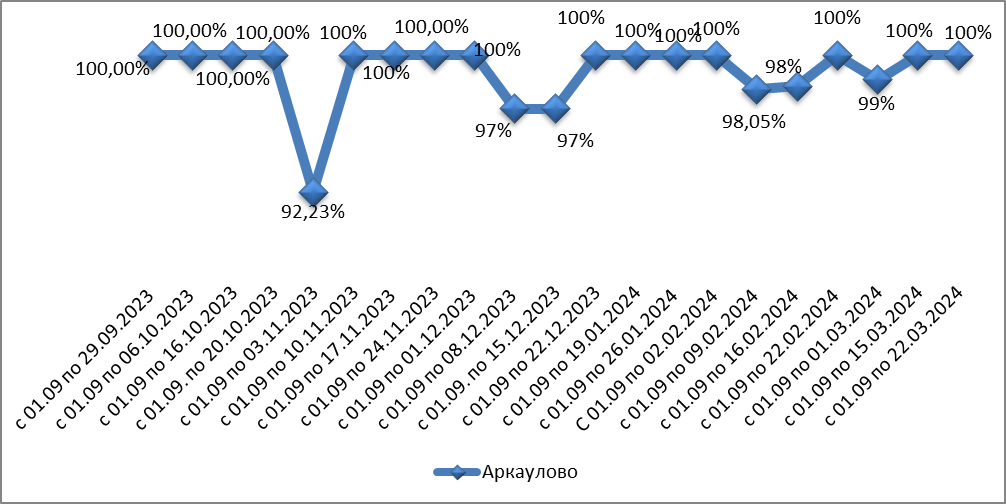 100,00%
100,00%
100,00%
100,00%
92,23%
100%
100%
100,00%
100%
97%
97%
100%
100%
100%
100%
98,05%
98%
100%
99%
100%
100%
с 01.09 по 29.09.2023
с 01.09 по 06.10.2023
с 01.09 по 16.10.2023
с 01.09. по 20.10.2023
с 01.09 по 03.11.2023
с 01.09 по 10.11.2023
с 01.09 по 17.11.2023
с 01.09 по 24.11.2023
с 01.09 по 01.12.2023
с 01.09 по 08.12.2023
с 01.09. по 15.12.2023
с 01.09 по 22.12.2023
с 01.09 по 19.01.2024
с 01.09 по 26.01.2024
С 01.09 по 02.02.2024
с 01.09 по 09.02.2024
с 01.09 по 16.02.2024
с 01.09 по 22.02.2024
с 01.09 по 01.03.2024
с 01.09 по 15.03.2024
с 01.09 по 22.03.2024
Аркаулово